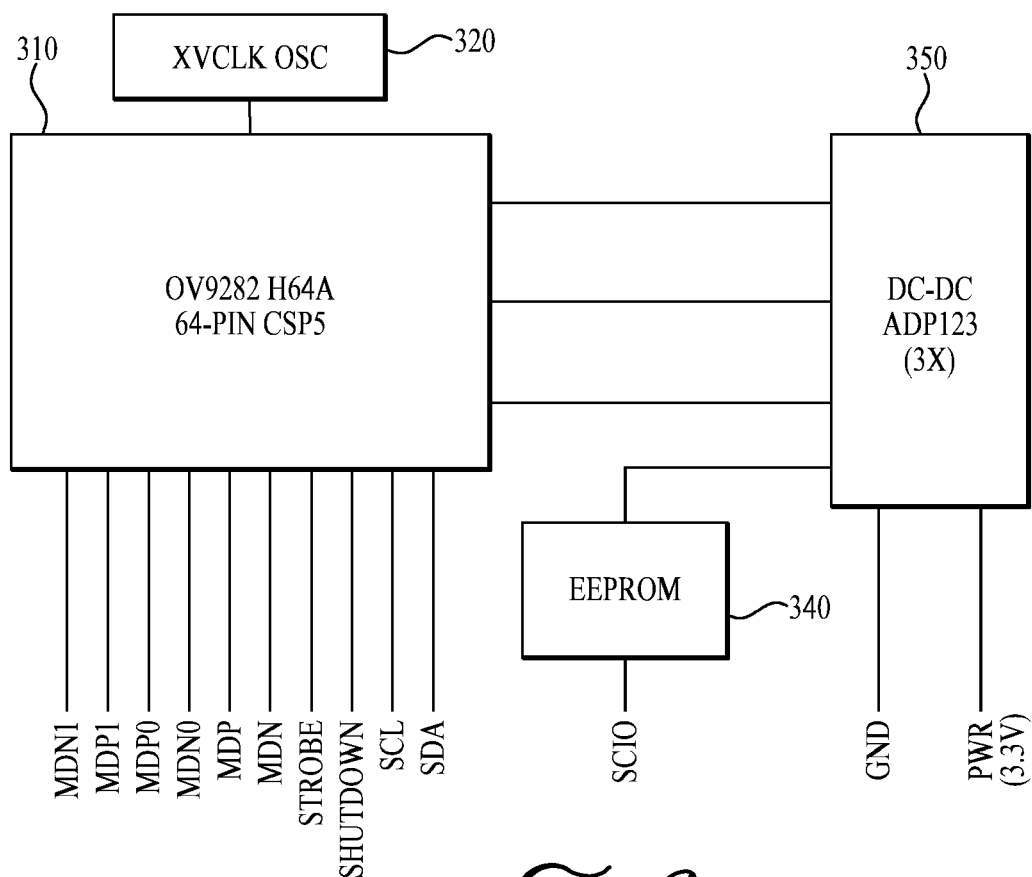 310
XVCLK OSC
320
350
OV9282 H64A
64-PIN CSP5
DC-DC
ADP123
(3X)
EEPROM
340
MDN1
MDP1
MDP0
MDN0
MDP
MDN
STROBE
SHUTDOWN
SCL
SDA
SCIO
GND
PWR
(3.3V)